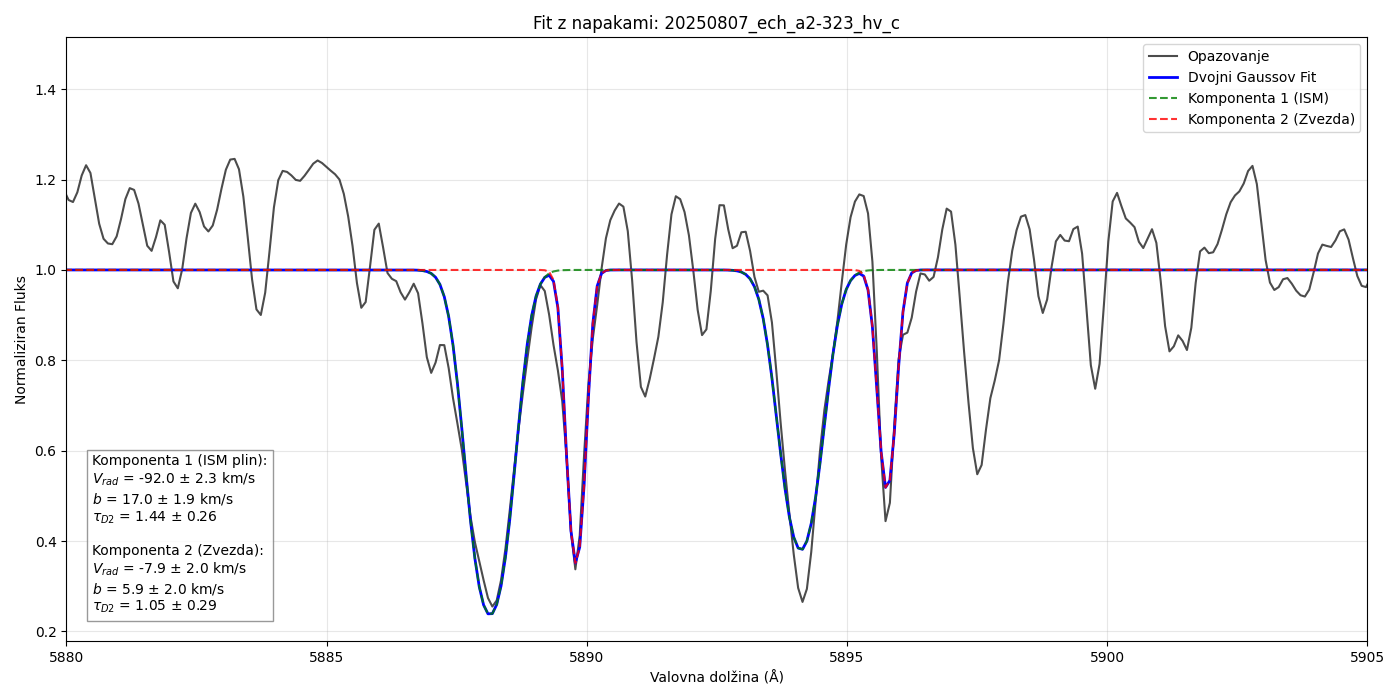 Fit z napakami: 20250807_ech_a2-323_hv_c
Normaliziran Fluks
1.4
1.2
1.0
0.8
0.6
0.4
0.2
Opazovanje
Dvojni Gaussov Fit
Komponenta 1 (ISM)
Komponenta 2 (Zvezda)
Komponenta 1 (ISM plin):
V_rad = -92.0 ± 2.3 km/s
b = 17.0 ± 1.9 km/s
τ_D2 = 1.44 ± 0.26
Komponenta 2 (Zvezda):
V_rad = -7.9 ± 2.0 km/s
b = 5.9 ± 2.0 km/s
τ_D2 = 1.05 ± 0.29
5880 5885 5890 5895 5900 5905
Valovna dolžina (Å)